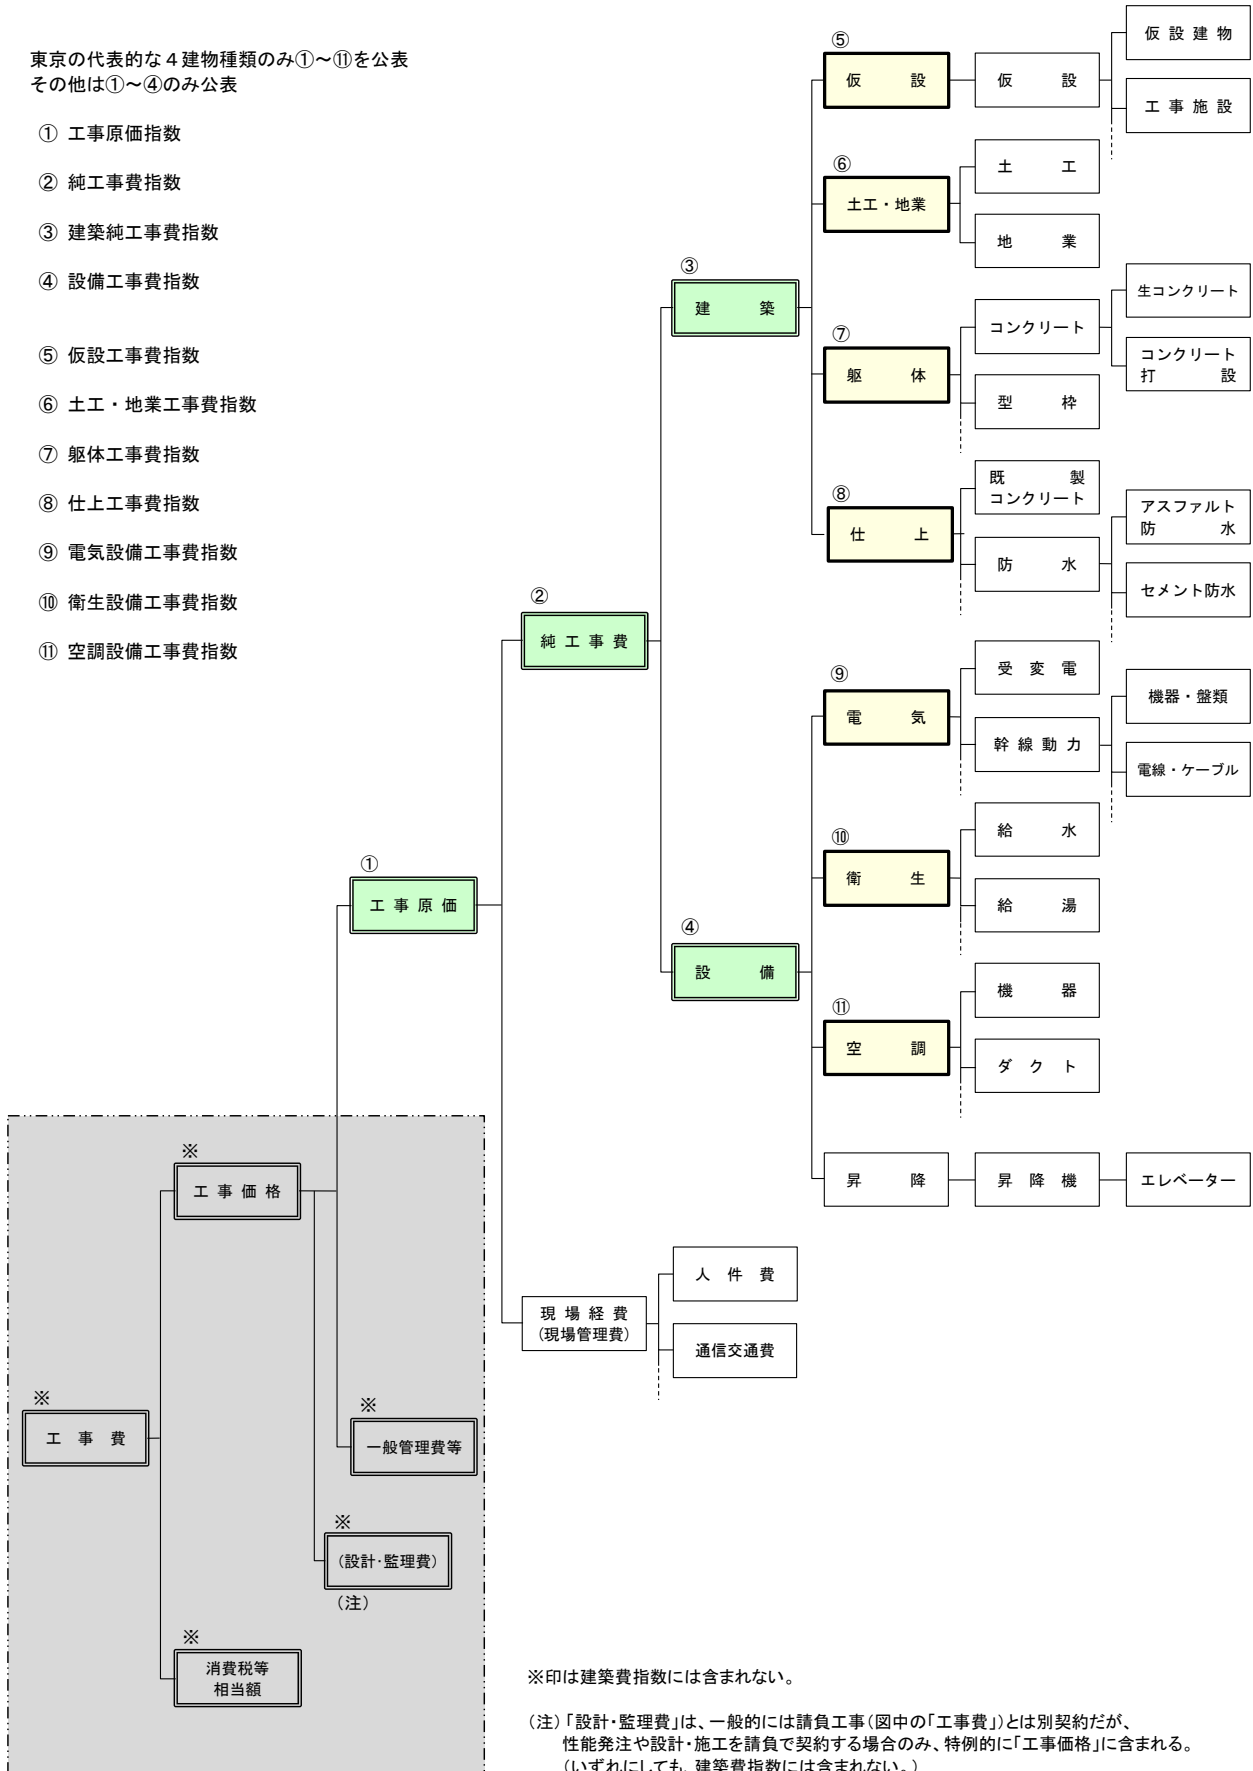 東京の代表的な４建物種類のみ①～⑪を公表
その他は①～④のみ公表
① 工事原価指数
② 純工事費指数
③ 建築純工事費指数
④ 設備工事費指数
⑤ 仮設工事費指数
⑥ 土工・地業工事費指数
⑦ 躯体工事費指数
⑧ 仕上工事費指数
⑨ 電気設備工事費指数
⑩ 衛生設備工事費指数
⑪ 空調設備工事費指数
※
工 事 費
※
工 事 価 格
※
消費税等
相当額
①
工 事 原 価
※
一般管理費等
※
(設計・監理費)
(注)
②
純 工 事 費
現 場 経 費
(現場管理費)
人 件 費
通信交通費
③
建 築
④
設 備
⑤
仮 設
仮 設
仮 設 建 物
工 事 施 設
⑥
土工・地業
土 工
地 業
⑦
躯 体
コンクリート
生コンクリート
コンクリート
打 設
型 枠
⑧
仕 上
既 製
コンクリート
防 水
アスファルト
防 水
セメント防水
⑨
電 気
受 変 電
幹 線 動 力
機器・盤類
電線・ケーブル
⑩
衛 生
給 水
給 湯
⑪
空 調
機 器
ダ ク ト
昇 降
昇 降 機
エレベーター
※印は建築費指数には含まれない。
(注)「設計・監理費」は、一般的には請負工事(図中の「工事費」)とは別契約だが、
性能発注や設計・施工を請負で契約する場合のみ、特例的に「工事価格」に含まれる。
(いずれにしても、建築費指数には含まれない。)